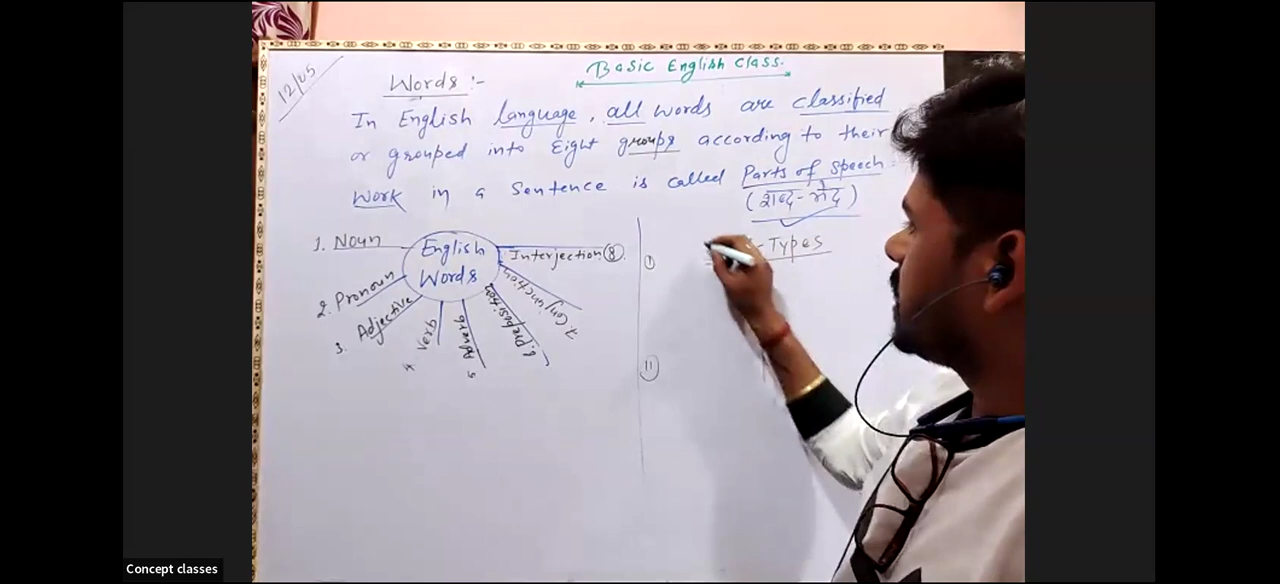 12/05
Basic English Class.
Words:-
In English language, all words are classified
or grouped into Eight groups according to their
Work in a Sentence is called Parts of speech.
(शब्द-भेद)
1. Noun
2. Pronoun
3. Adjective
4 Verb
5 Adverb
6. Preposition
7. Conjunction
Interjection 8.
English
Words
-Types
I
II
Concept classes